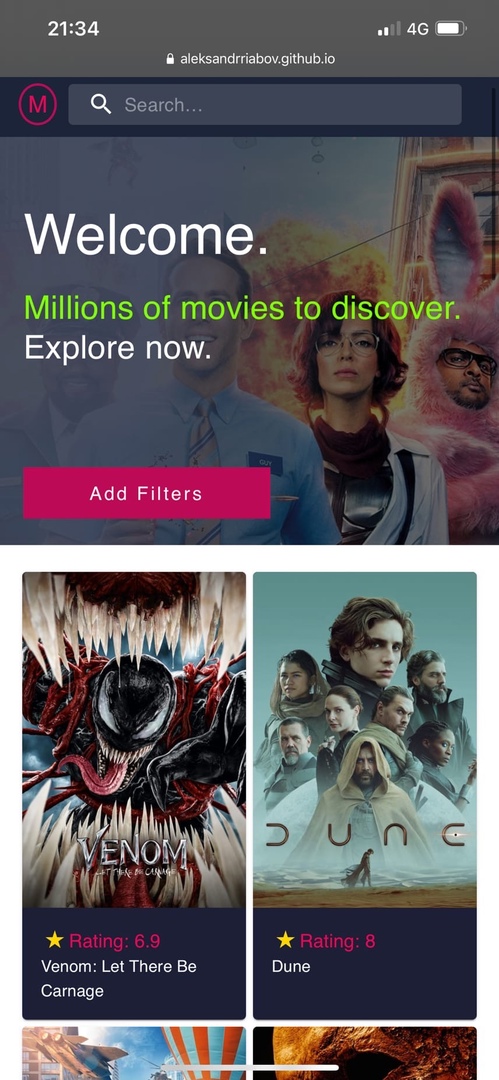 21:34
4G
aleksandrriabov.github.io
M
Search...
Welcome.
Millions of movies to discover.
Explore now.
GUY
Add Filters
VENOM
LET THERE BE CARNAGE
DUNE
Rating: 6.9
Venom: Let There Be
Carnage
Rating: 8
Dune